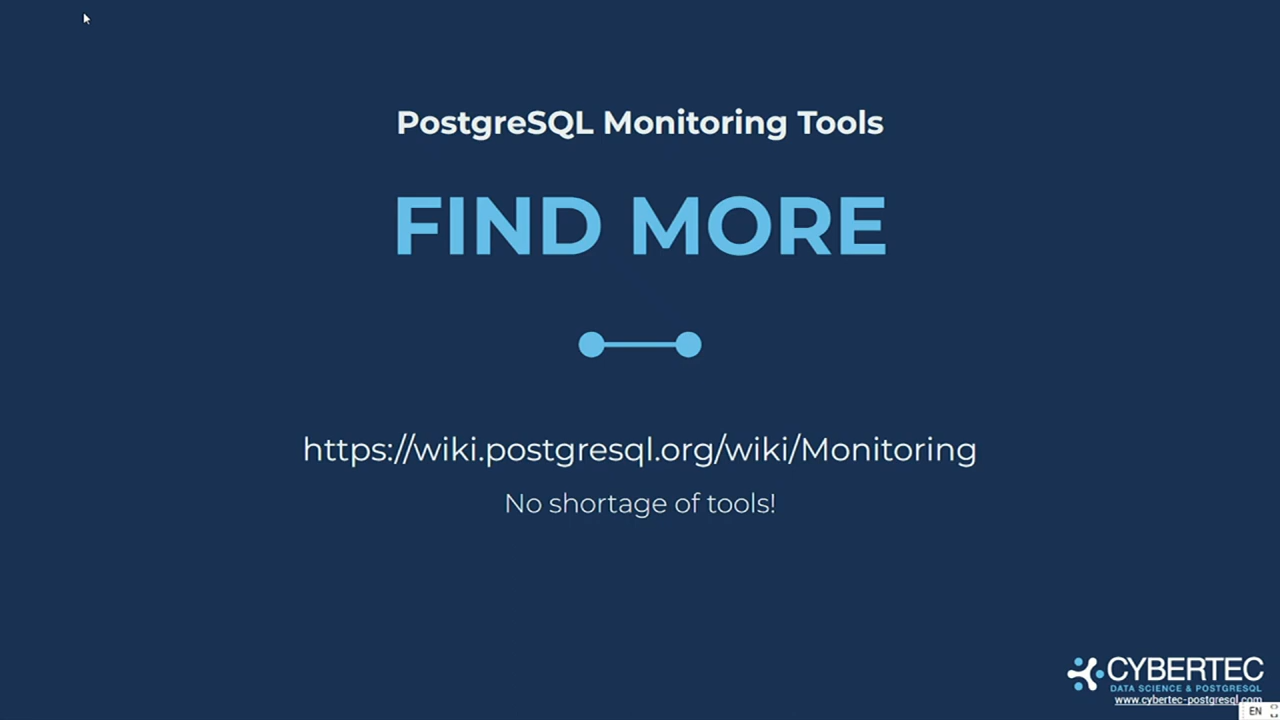 PostgreSQL Monitoring Tools
FIND MORE
https://wiki.postgresql.org/wiki/Monitoring
No shortage of tools!
CYBERTEC
DATA SCIENCE & POSTGRESQL
www.cybertec-postgresql.com
EN